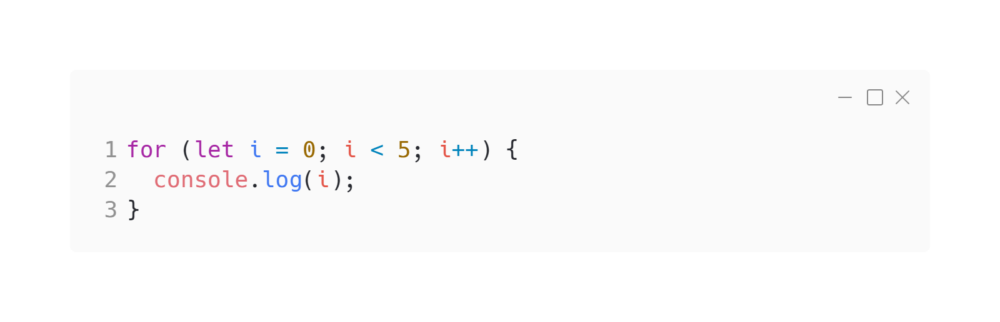 1 for (let i = 0; i < 5; i++) {
2   console.log(i);
3 }